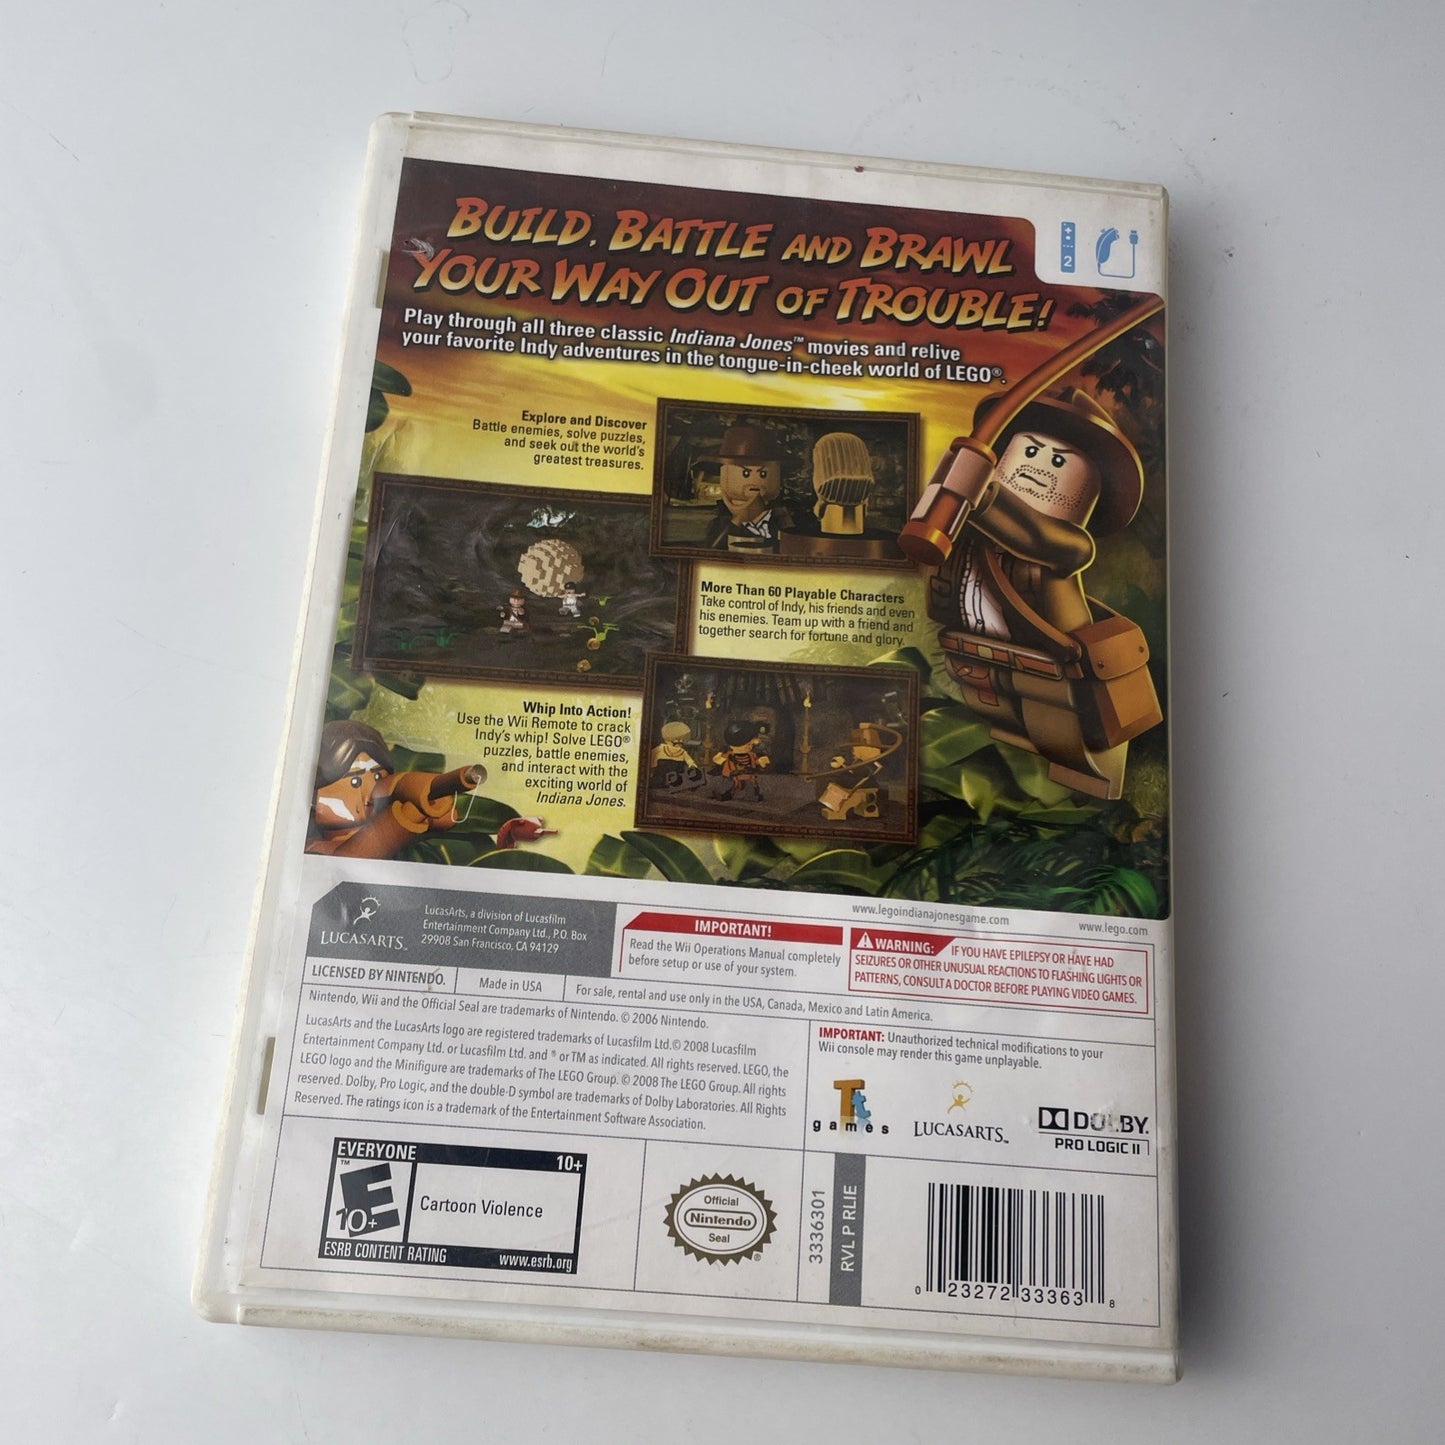 BUILD, BATTLE AND BRAWL
YOUR WAY OUT OF TROUBLE!
2
Play through all three classic Indiana Jones™ movies and relive
your favorite Indy adventures in the tongue-in-cheek world of LEGO®.
Explore and Discover
Battle enemies, solve puzzles,
and seek out the world's
greatest treasures.
More Than 60 Playable Characters
Take control of Indy, his friends and even
his enemies. Team up with a friend and
together search for fortune and glory.
Whip Into Action!
Use the Wii Remote to crack
Indy's whip! Solve LEGO®
puzzles, battle enemies,
and interact with the
exciting world of
Indiana Jones.
www.legoindianajonesgame.com
www.lego.com
LUCASARTS™
LucasArts, a division of Lucasfilm
Entertainment Company Ltd., P.O. Box
29908 San Francisco, CA 94129
IMPORTANT!
Read the Wii Operations Manual completely
before setup or use of your system.
WARNING: IF YOU HAVE EPILEPSY OR HAVE HAD
SEIZURES OR OTHER UNUSUAL REACTIONS TO FLASHING LIGHTS OR
PATTERNS, CONSULT A DOCTOR BEFORE PLAYING VIDEO GAMES.
LICENSED BY NINTENDO.
Made in USA
For sale, rental and use only in the USA, Canada, Mexico and Latin America.
Nintendo, Wii and the Official Seal are trademarks of Nintendo. © 2006 Nintendo.
LucasArts and the LucasArts logo are registered trademarks of Lucasfilm Ltd. © 2008 Lucasfilm
Entertainment Company Ltd. or Lucasfilm Ltd. and ® or TM as indicated. All rights reserved. LEGO, the
LEGO logo and the Minifigure are trademarks of The LEGO Group. © 2008 The LEGO Group. All rights
reserved. Dolby, Pro Logic, and the double-D symbol are trademarks of Dolby Laboratories. All Rights
Reserved. The ratings icon is a trademark of the Entertainment Software Association.
IMPORTANT: Unauthorized technical modifications to your
Wii console may render this game unplayable.
Tt
games
LUCASARTS™
DOLBY
PRO LOGIC II
EVERYONE 10+
™
E
10+
Cartoon Violence
ESRB CONTENT RATING www.esrb.org
Official
Nintendo
Seal
®
3336301
RVL P RLIE
0 23272 33363 8